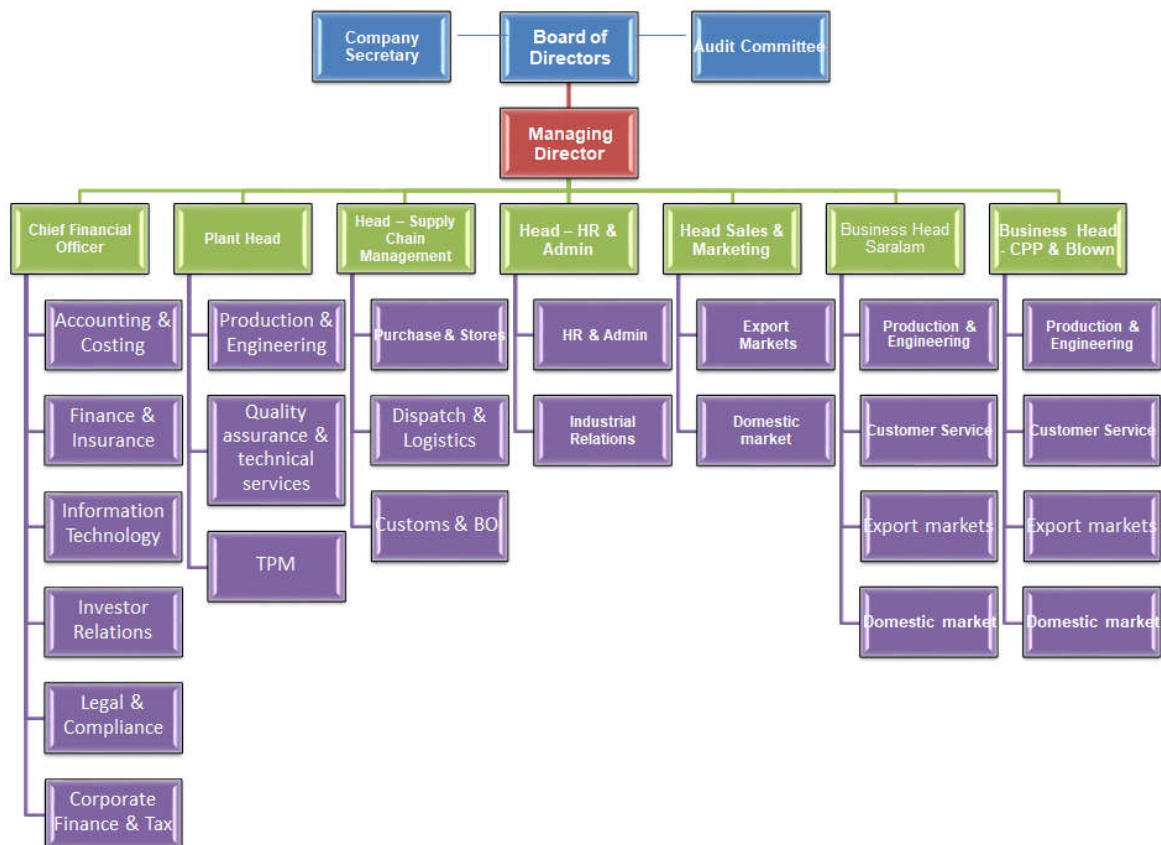 Company
Secretary
Board of
Directors
Audit Committee
Managing
Director
Chief Financial
Officer
Plant Head
Head – Supply
Chain
Management
Head – HR &
Admin
Head Sales &
Marketing
Business Head
Saralam
Business Head
- CPP & Blown
Accounting &
Costing
Finance &
Insurance
Information
Technology
Investor
Relations
Legal &
Compliance
Corporate
Finance & Tax
Production &
Engineering
Quality
assurance &
technical
services
TPM
Purchase & Stores
Dispatch &
Logistics
Customs & BO
HR & Admin
Industrial
Relations
Export
Markets
Domestic
market
Production &
Engineering
Customer Service
Export markets
Domestic market
Production &
Engineering
Customer Service
Export markets
Domestic market